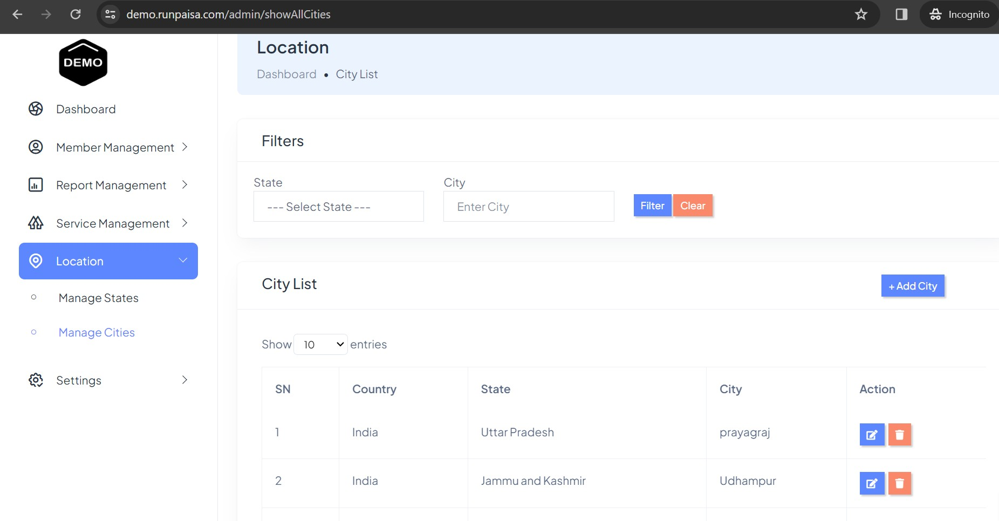 demo.runpaisa.com/admin/showAllCities
Incognito
DEMO
Dashboard
Member Management
Report Management
Service Management
Location
Manage States
Manage Cities
Settings
Location
Dashboard • City List
Filters
State City
--- Select State --- Enter City Filter Clear
City List + Add City
Show 10 entries
SN Country State City Action
1 India Uttar Pradesh prayagraj
2 India Jammu and Kashmir Udhampur